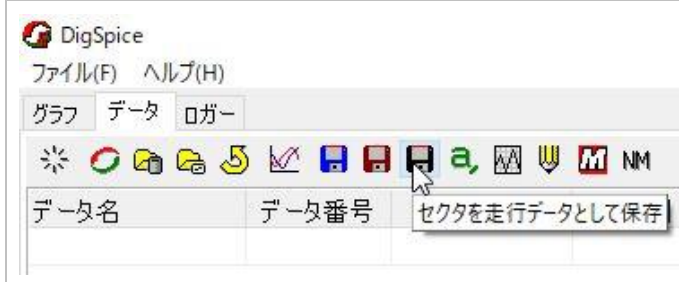 DigSpice
ファイル(F) ヘルプ(H)
グラフ データ ロガー
a, M NM
データ名 データ番号 セクタを走行データとして保存